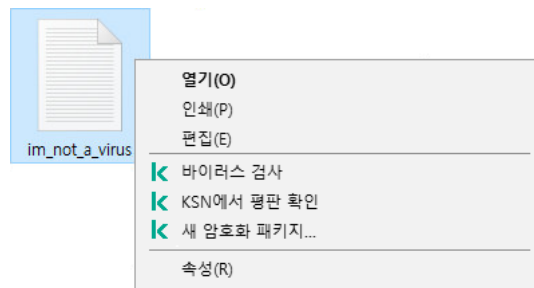 im_not_a_virus
열기(O)
인쇄(P)
편집(E)
바이러스 검사
KSN에서 평판 확인
새 암호화 패키지...
속성(R)